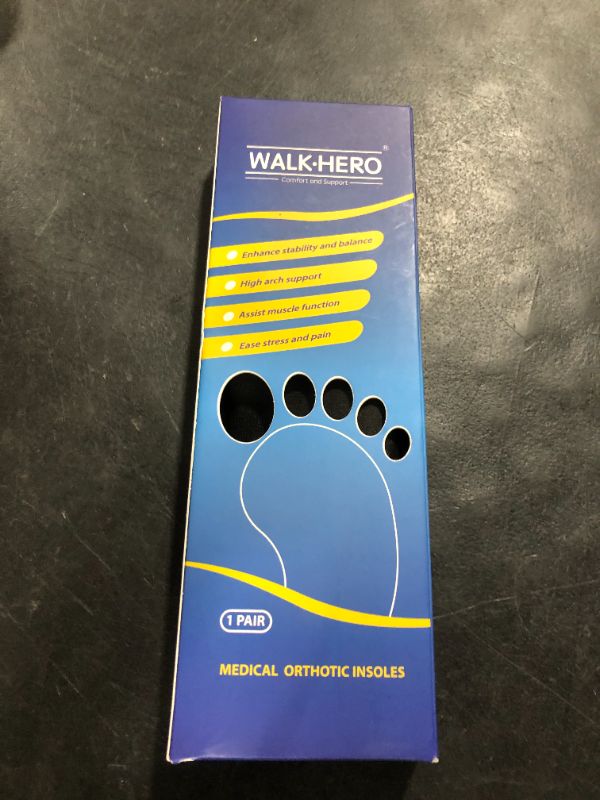 WALK·HERO®
Comfort and Support
Enhance stability and balance
High arch support
Assist muscle function
Ease stress and pain
1 PAIR
MEDICAL ORTHOTIC INSOLES